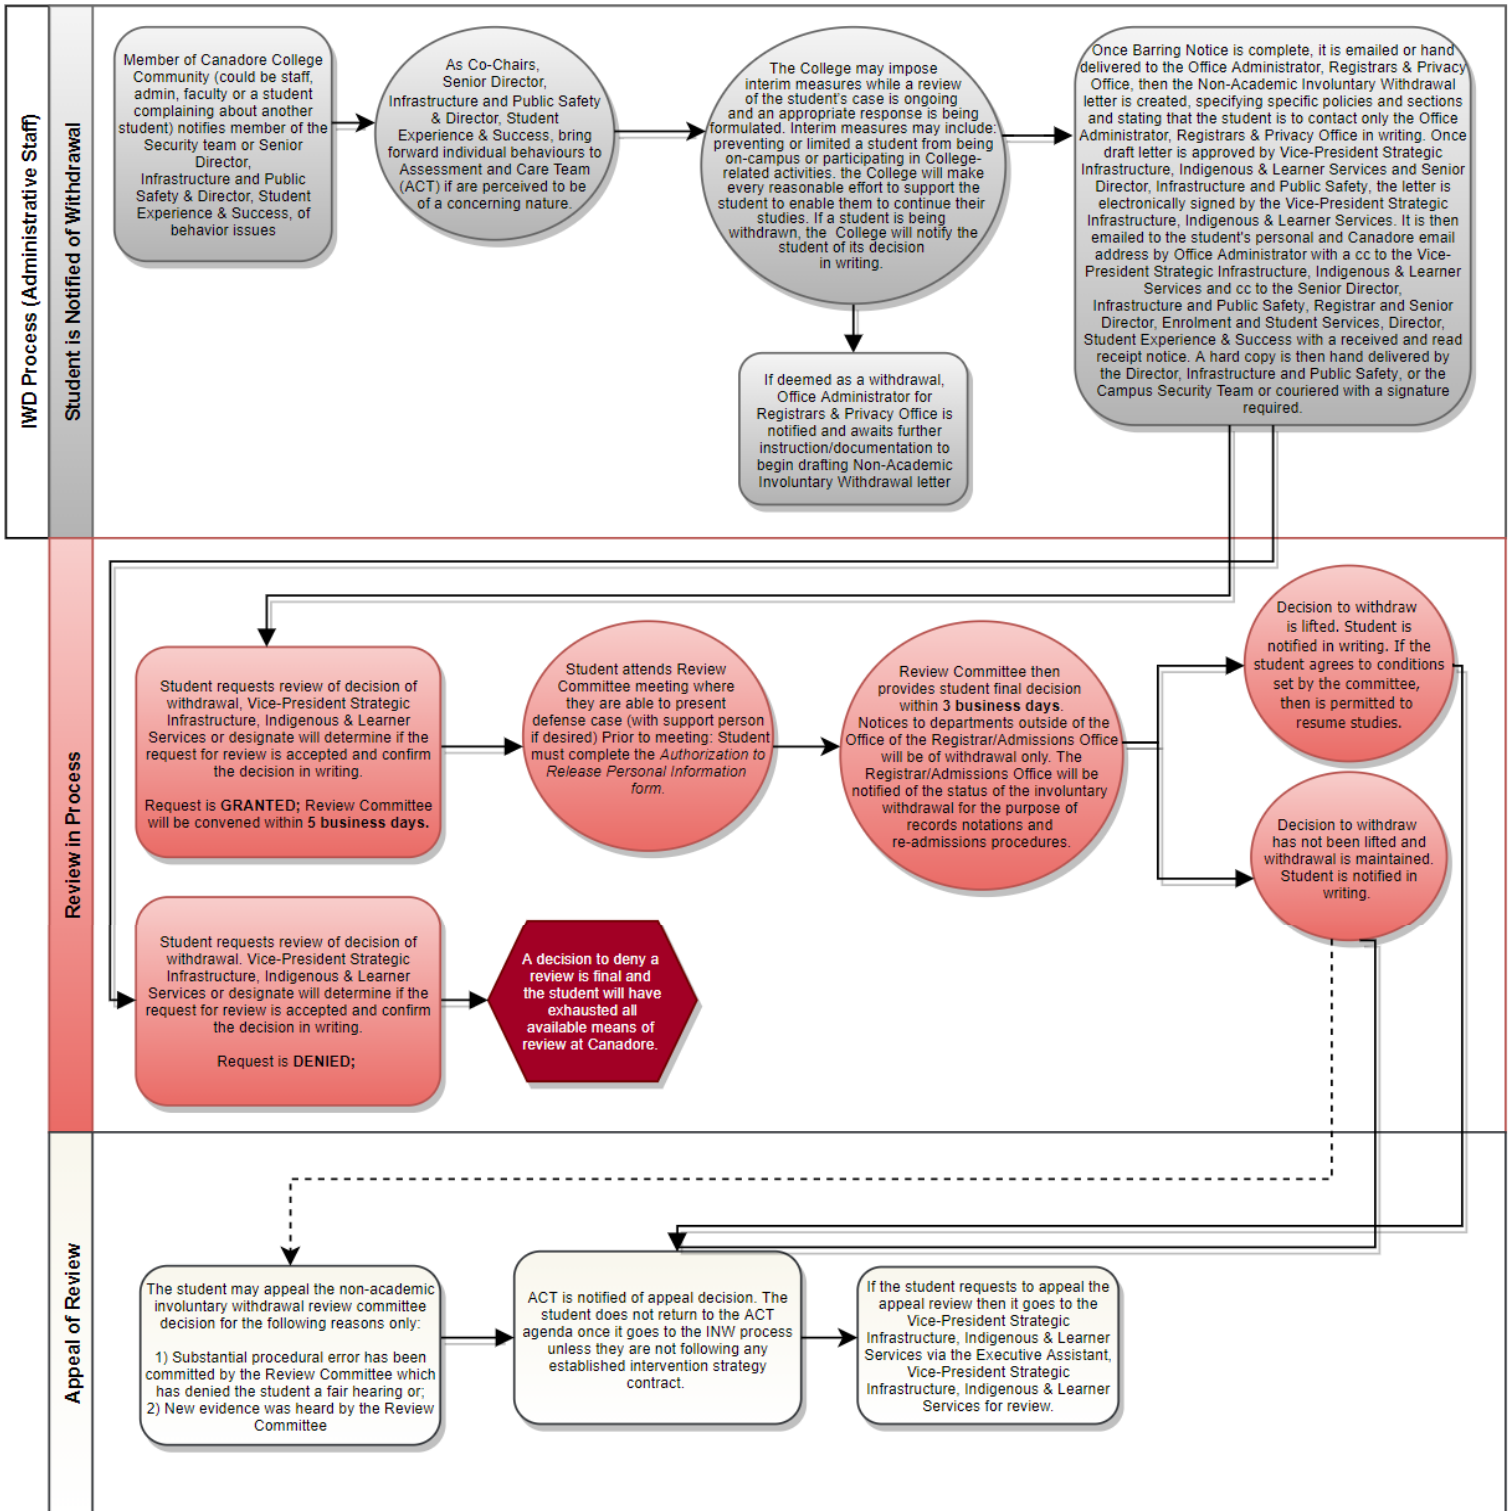 IWD Process (Administrative Staff)
Student is Notified of Withdrawal
Member of Canadore College
Community (could be staff,
admin, faculty or a student
complaining about another
student) notifies member of the
Security team or Senior
Director,
Infrastructure and Public
Safety & Director, Student
Experience & Success, of
behavior issues
As Co-Chairs,
Senior Director,
Infrastructure and Public Safety
& Director, Student
Experience & Success, bring
forward individual behaviours to
Assessment and Care Team
(ACT) if are perceived to be
of a concerning nature.
The College may impose
interim measures while a review
of the student's case is ongoing
and an appropriate response is being
formulated. Interim measures may include:
preventing or limited a student from being
on-campus or participating in College-
related activities. the College will make
every reasonable effort to support the
student to enable them to continue their
studies. If a student is being
withdrawn, the College will notify the
student of its decision
in writing.
If deemed as a withdrawal,
Office Administrator for
Registrars & Privacy Office is
notified and awaits further
instruction/documentation to
begin drafting Non-Academic
Involuntary Withdrawal letter
Once Barring Notice is complete, it is emailed or hand
delivered to the Office Administrator, Registrars & Privacy
Office, then the Non-Academic Involuntary Withdrawal
letter is created, specifying specific policies and sections
and stating that the student is to contact only the Office
Administrator, Registrars & Privacy Office in writing. Once
draft letter is approved by Vice-President Strategic
Infrastructure, Indigenous & Learner Services and Senior
Director, Infrastructure and Public Safety, the letter is
electronically signed by the Vice-President Strategic
Infrastructure, Indigenous & Learner Services. It is then
emailed to the student's personal and Canadore email
address by Office Administrator with a cc to the Vice-
President Strategic Infrastructure, Indigenous & Learner
Services and cc to the Senior Director,
Infrastructure and Public Safety, Registrar and Senior
Director, Enrolment and Student Services, Director,
Student Experience & Success with a received and read
receipt notice. A hard copy is then hand delivered by
the Director, Infrastructure and Public Safety, or the
Campus Security Team or couriered with a signature
required.
Review in Process
Student requests review of decision of
withdrawal, Vice-President Strategic
Infrastructure, Indigenous & Learner
Services or designate will determine if the
request for review is accepted and confirm
the decision in writing.
Request is GRANTED; Review Committee
will be convened within 5 business days.
Student attends Review
Committee meeting where
they are able to present
defense case (with support person
if desired) Prior to meeting: Student
must complete the Authorization to
Release Personal Information
form.
Review Committee then
provides student final decision
within 3 business days.
Notices to departments outside of the
Office of the Registrar/Admissions Office
will be of withdrawal only. The
Registrar/Admissions Office will be
notified of the status of the involuntary
withdrawal for the purpose of
records notations and
re-admissions procedures.
Decision to withdraw
is lifted. Student is
notified in writing. If the
student agrees to conditions
set by the committee,
then is permitted to
resume studies.
Decision to withdraw
has not been lifted and
withdrawal is maintained.
Student is notified in
writing.
Student requests review of decision of
withdrawal. Vice-President Strategic
Infrastructure, Indigenous & Learner
Services or designate will determine if the
request for review is accepted and confirm
the decision in writing.
Request is DENIED;
A decision to deny a
review is final and
the student will have
exhausted all
available means of
review at Canadore.
Appeal of Review
The student may appeal the non-academic
involuntary withdrawal review committee
decision for the following reasons only:
1) Substantial procedural error has been
committed by the Review Committee which
has denied the student a fair hearing or;
2) New evidence was heard by the Review
Committee
ACT is notified of appeal decision. The
student does not return to the ACT
agenda once it goes to the INW process
unless they are not following any
established intervention strategy
contract.
If the student requests to appeal the
appeal review then it goes to the
Vice-President Strategic
Infrastructure, Indigenous & Learner
Services via the Executive Assistant,
Vice-President Strategic
Infrastructure, Indigenous & Learner
Services for review.